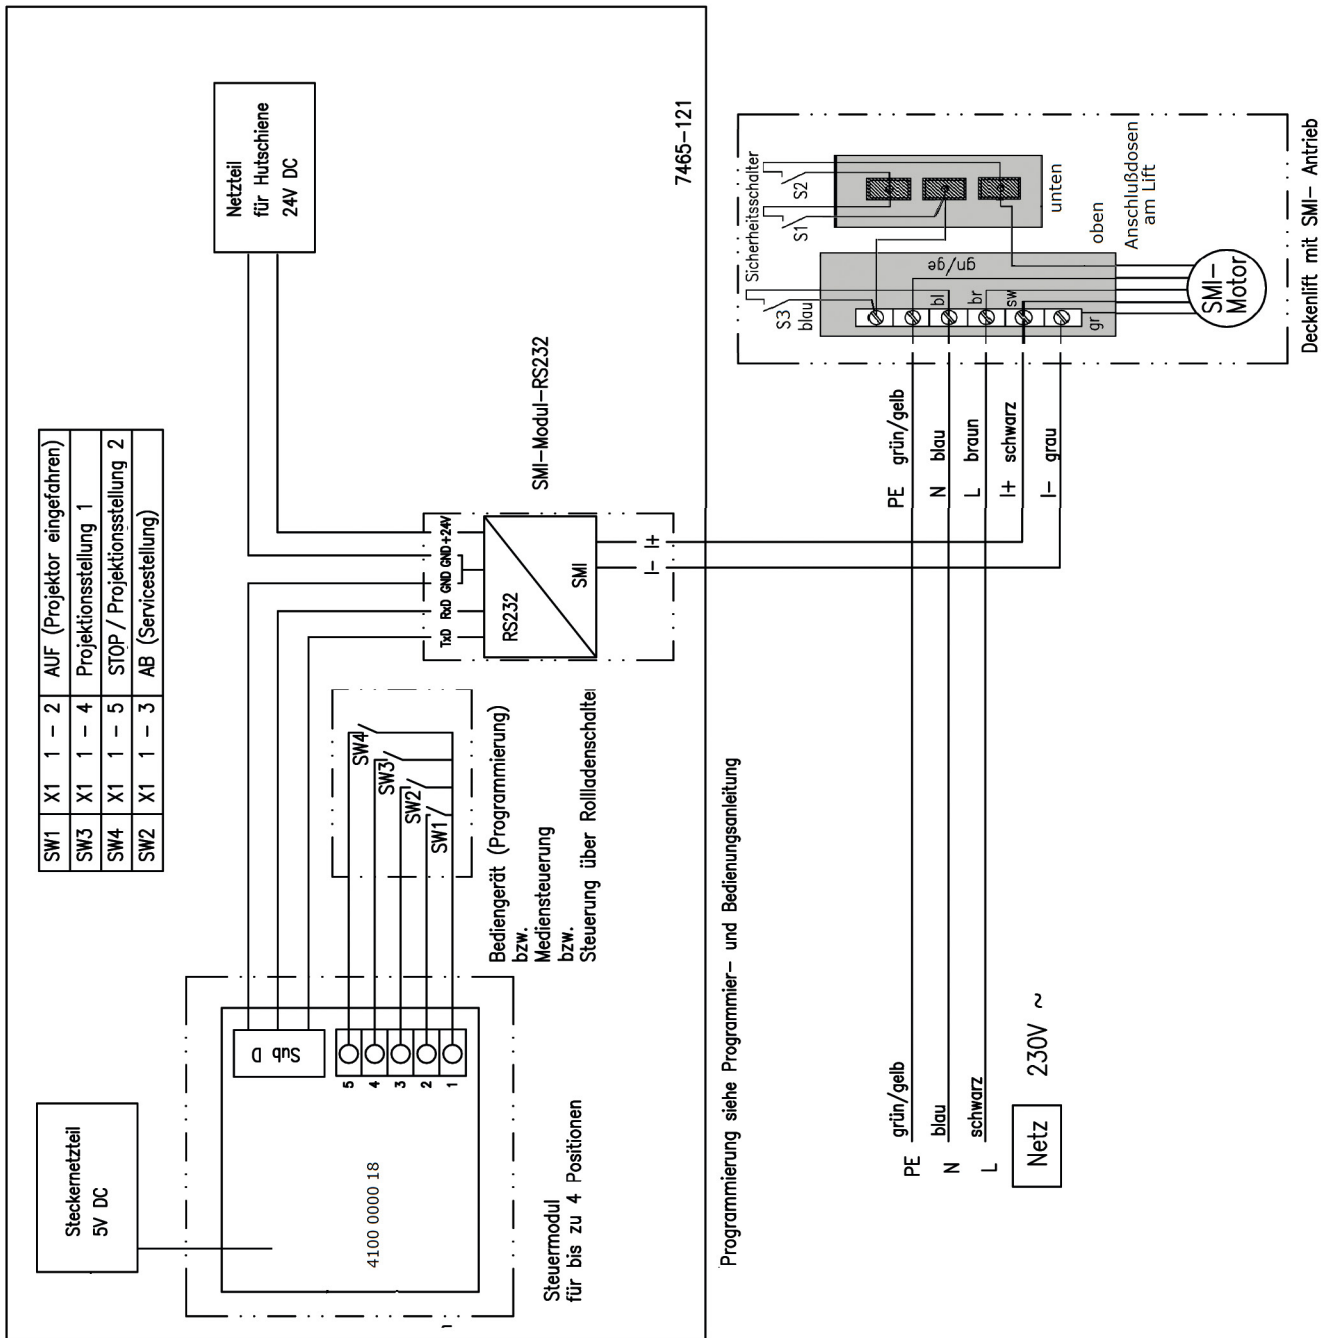 Netzteil
für Hutschiene
24V DC
7465-121
SW1 X1 1 - 2 AUF (Projektor eingefahren)
SW3 X1 1 - 4 Projektionsstellung 1
SW4 X1 1 - 5 STOP / Projektionsstellung 2
SW2 X1 1 - 3 AB (Servicestellung)
SMI-Modul-RS232
TxD RxD GND GND +24V
RS232
SMI
I- I+
SW4
SW3
SW2
SW1
Bediengerät (Programmierung)
bzw.
Mediensteuerung
bzw.
Steuerung über Rollladenschalter
Sub D
5
4
3
2
1
Steckernetzteil
5V DC
4100 0000 18
Steuermodul
für bis zu 4 Positionen
Programmierung siehe Programmier- und Bedienungsanleitung
Sicherheitsschalter
S2
S1
S3
blau
unten
oben
Anschlußdosen
am Lift
gn/ge
bl
br
sw
gr
SMI-
Motor
Deckenlift mit SMI- Antrieb
PE grün/gelb
N blau
L braun
I+ schwarz
I- grau
PE grün/gelb
N blau
L schwarz
Netz 230V ~